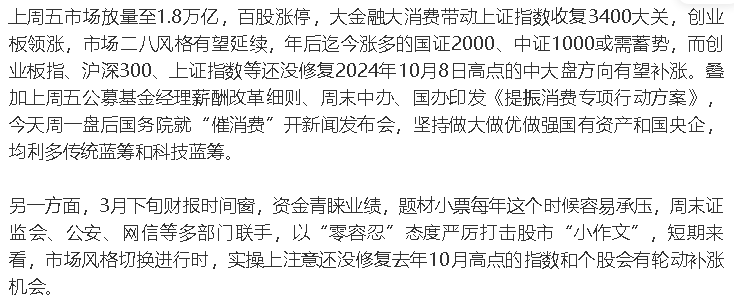 上周五市场放量至1.8万亿，百股涨停，大金融大消费带动上证指数收复3400大关，创业
板领涨，市场二八风格有望延续，年后迄今涨多的国证2000、中证1000或需蓄势，而创
业板指、沪深300、上证指数等还没修复2024年10月8日高点的中大盘方向有望补涨。叠
加上周五公募基金经理薪酬改革细则、周末中办、国办印发《提振消费专项行动方案》，
今天周一盘后国务院就“催消费”开新闻发布会，坚持做大做优做强国有资产和国央企，
均利多传统蓝筹和科技蓝筹。
另一方面，3月下旬财报时间窗，资金青睐业绩，题材小票每年这个时候容易承压，周末证
监会、公安、网信等多部门联手，以“零容忍”态度严厉打击股市“小作文”，短期来
看，市场风格切换进行时，实操上注意还没修复去年10月高点的指数和个股会有轮动补涨
机会。